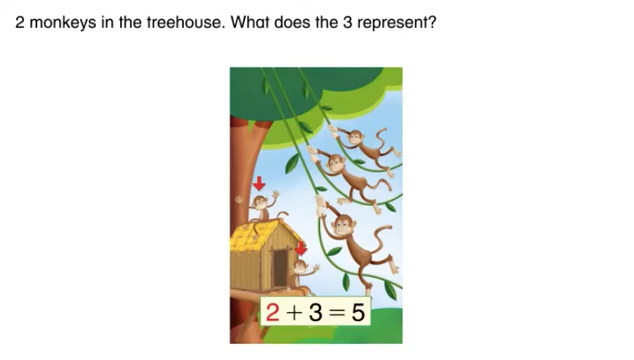 2 monkeys in the treehouse. What does the 3 represent?
2 + 3 = 5